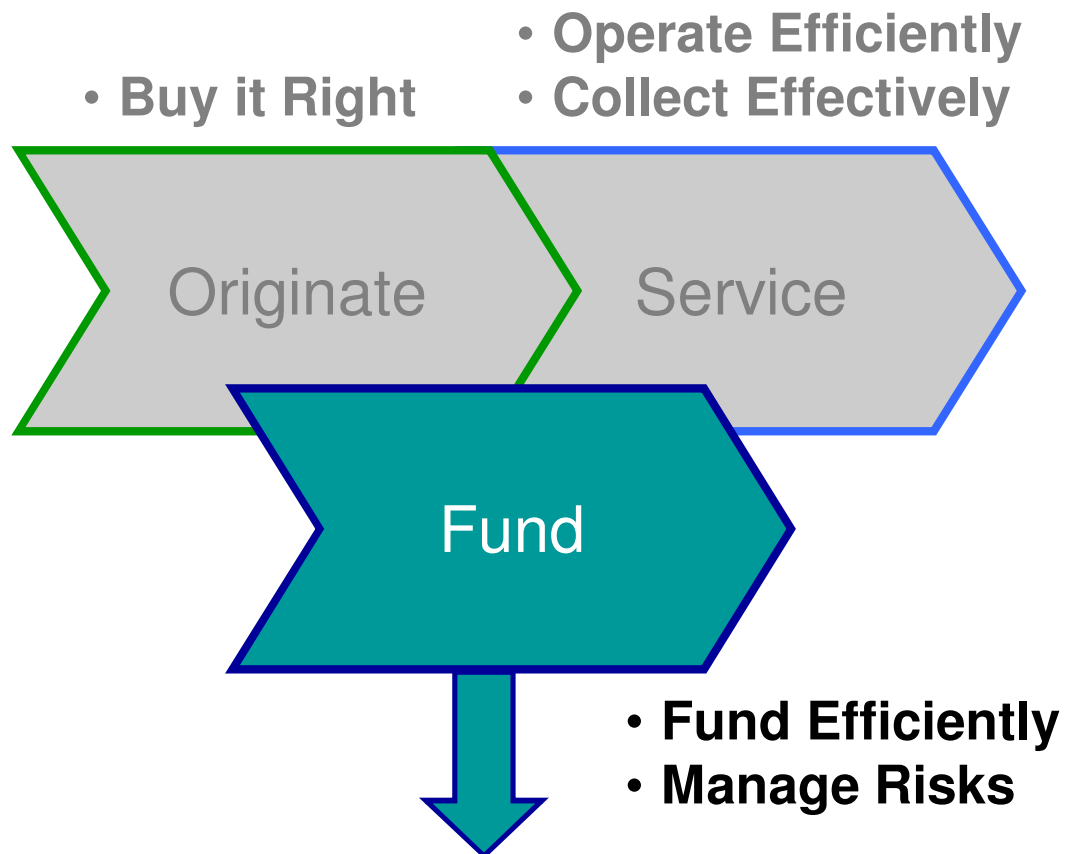 • Buy it Right
• Operate Efficiently
• Collect Effectively
Originate
Service
Fund
• Fund Efficiently
• Manage Risks